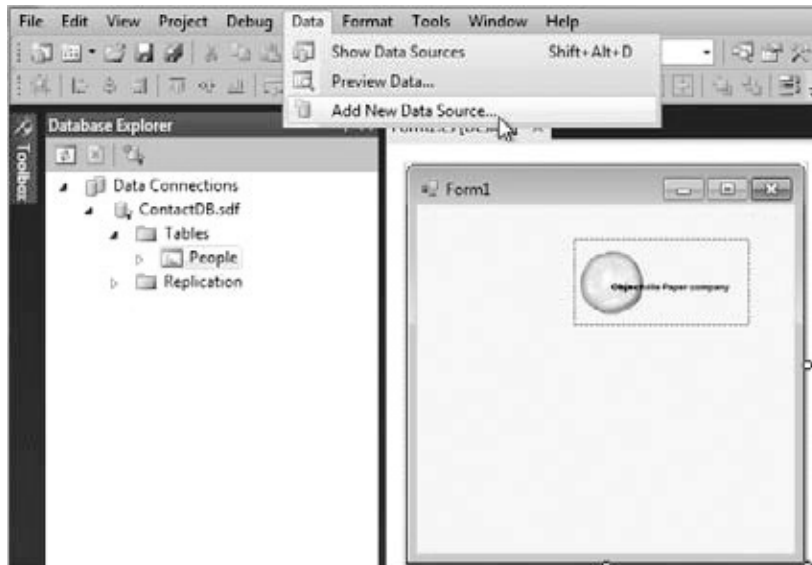 File Edit View Project Debug Data Format Tools Window Help
Show Data Sources Shift+Alt+D
Preview Data...
Add New Data Source...
Toolbox
Database Explorer
Data Connections
ContactDB.sdf
Tables
People
Replication
Form1
Objectville Paper company